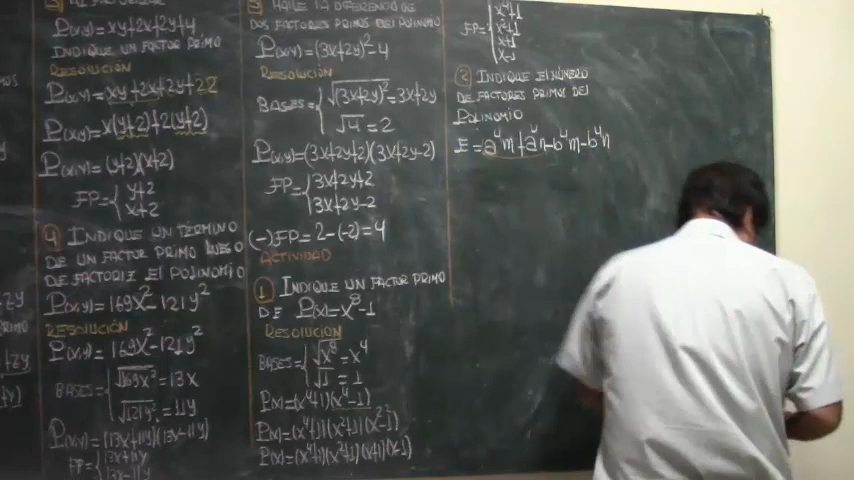 P(x,y)=xy+2x+2y+4
INDIQUE UN FACTOR PRIMO
RESOLUCIÓN
P(x,y)=xy+2x+2y+22
P(x,y)=x(y+2)+2(y+2)
P(x,y)=(y+2)(x+2)
FP={y+2
x+2
4 INDIQUE UN TÉRMINO
DE UN FACTOR PRIMO LUEGO
DE FACTORIZ El POLINOMIO
P(x,y)=169x²-121y²
RESOLUCIÓN
P(x,y)=169x²-121y²
BASES={√169x²=13x
√121y²=11y
P(x,y)=(13x+11y)(13x-11y)
FP={13x+11y
13x-11y
5 HALLE LA DIFERENCIA DE
DOS FACTORES PRIMOS DEl POLINOMIO
P(x,y)=(3x+2y)²-4
RESOLUCIÓN
BASES={√(3x+2y)²=3x+2y
√4=2
P(x,y)=(3x+2y+2)(3x+2y-2)
FP={3x+2y+2
3x+2y-2
(-)FP=2-(-2)=4
ACTIVIDAD
1 INDIQUE UN FACTOR PRIMO
DE P(x)=x⁸-1
RESOLUCIÓN
BASES={√x⁸=x⁴
√1=1
P(x)=(x⁴+1)(x⁴-1)
P(x)=(x⁴+1)(x²+1)(x²-1)
P(x)=(x⁴+1)(x²+1)(x+1)(x-1)
FP={x⁴+1
x²+1
x+1
x-1
2 INDIQUE El NÚMERO
DE FACTORES PRIMOS DEl
POLINOMIO
E=a⁴m+a⁴n-b⁴m-b⁴n